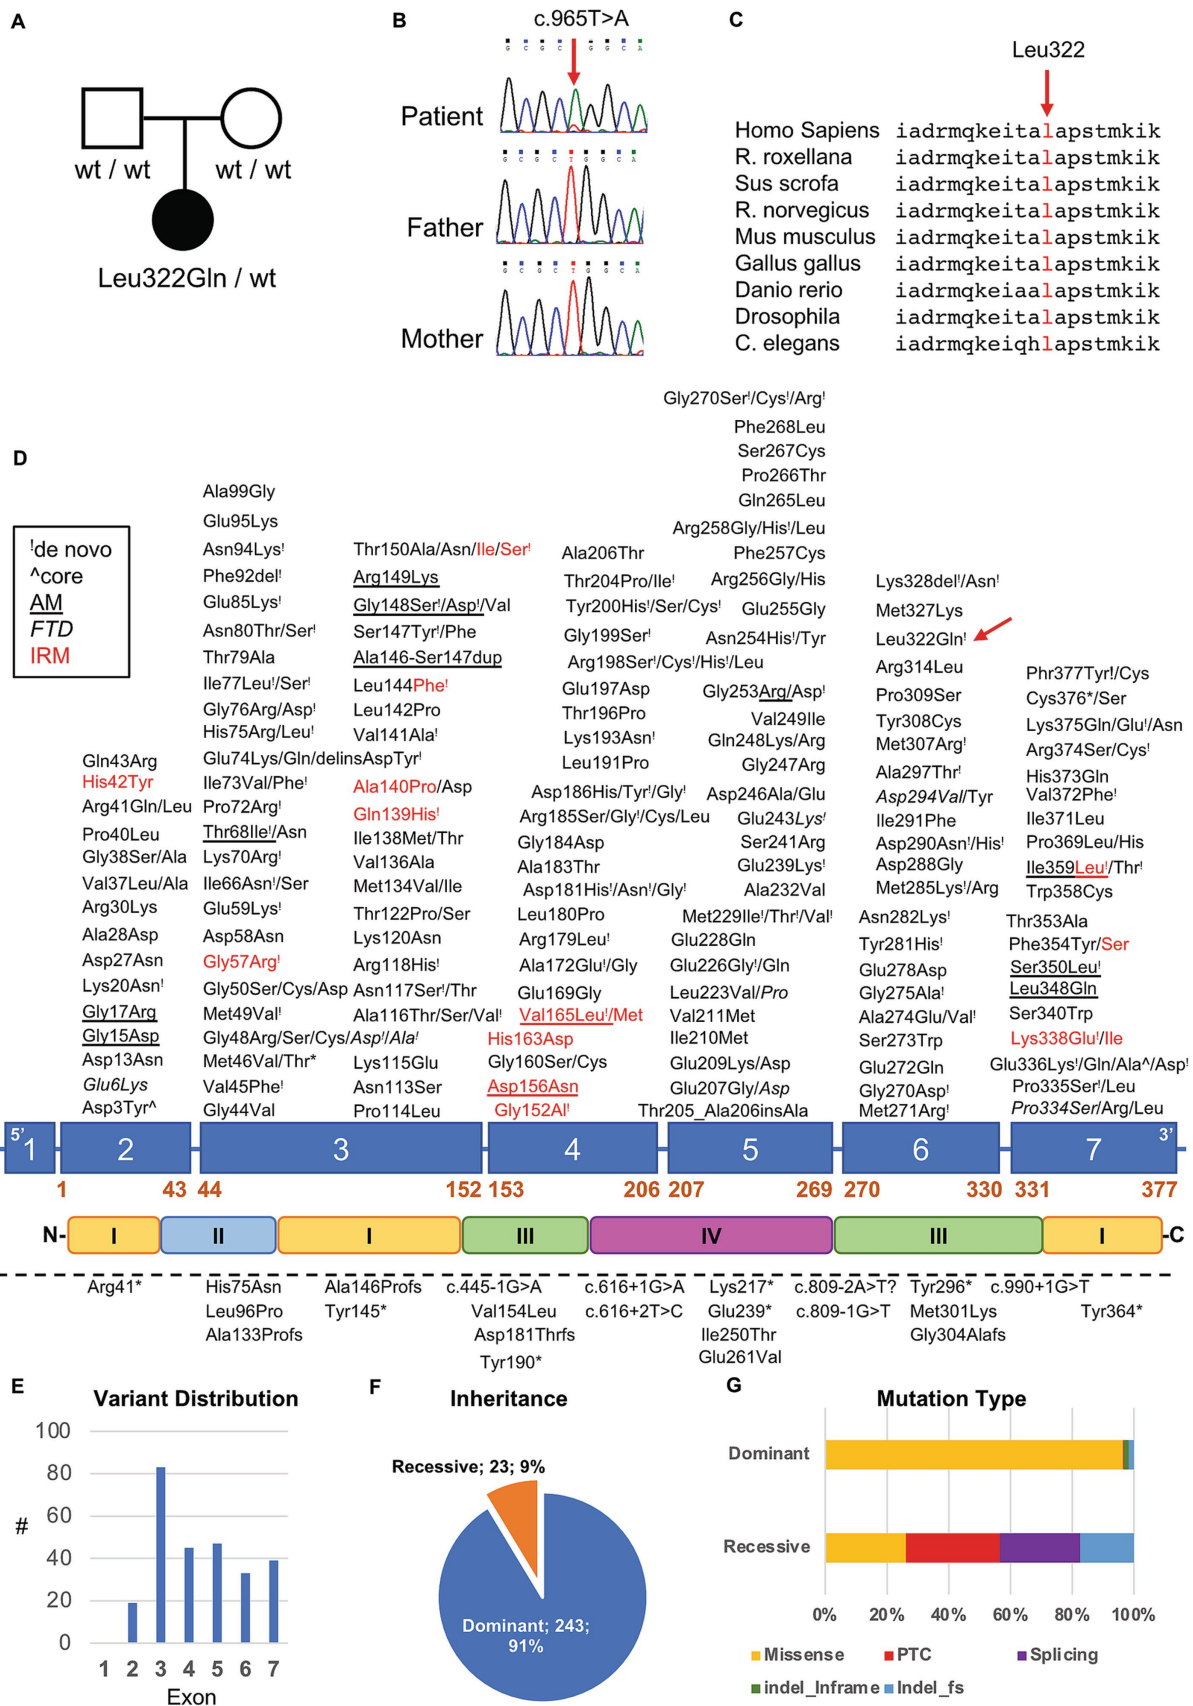 A
wt / wt
wt / wt
Leu322Gln / wt
B
c.965T>A
G C G C G G C A
Patient
G C G C T G G C A
Father
G C G C T G G C A
Mother
C
Leu322
Homo Sapiens iadrmqkeitalapstmkik
R. roxellana iadrmqkeitalapstmkik
Sus scrofa iadrmqkeitalapstmkik
R. norvegicus iadrmqkeitalapstmkik
Mus musculus iadrmqkeitalapstmkik
Gallus gallus iadrmqkeitalapstmkik
Danio rerio iadrmqkeiaalapstmkik
Drosophila iadrmqkeitalapstmkik
C. elegans iadrmqkeiqhlapstmkik
D
!de novo
^core
AM
FTD
IRM
Gln43Arg
His42Tyr
Arg41Gln/Leu
Pro40Leu
Gly38Ser/Ala
Val37Leu/Ala
Arg30Lys
Ala28Asp
Asp27Asn
Lys20Asn!
Gly17Arg
Gly15Asp
Asp13Asn
Glu6Lys
Asp3Tyr^
Ala99Gly
Glu95Lys
Asn94Lys!
Phe92del!
Glu85Lys!
Asn80Thr/Ser!
Thr79Ala
Ile77Leu!/Ser!
Gly76Arg/Asp!
His75Arg/Leu!
Glu74Lys/Gln/delinsAspTyr!
Ile73Val/Phe!
Pro72Arg!
Thr68Ile!/Asn
Lys70Arg!
Ile66Asn!/Ser
Glu59Lys!
Asp58Asn
Gly57Arg!
Gly50Ser/Cys/Asp
Met49Val!
Gly48Arg/Ser/Cys/Asp!/Ala!
Met46Val/Thr*
Val45Phe!
Gly44Val
Thr150Ala/Asn/Ile/Ser!
Arg149Lys
Gly148Ser!/Asp!/Val
Ser147Tyr!/Phe
Ala146-Ser147dup
Leu144Phe!
Leu142Pro
Val141Ala!
Ala140Pro/Asp
Gln139His!
Ile138Met/Thr
Val136Ala
Met134Val/Ile
Thr122Pro/Ser
Lys120Asn
Arg118His!
Asn117Ser!/Thr
Ala116Thr/Ser/Val!
Lys115Glu
Asn113Ser
Pro114Leu
Ala206Thr
Thr204Pro/Ile!
Tyr200His!/Ser/Cys!
Gly199Ser!
Arg198Ser!/Cys!/His!/Leu
Glu197Asp
Thr196Pro
Lys193Asn!
Leu191Pro
Asp186His/Tyr!/Gly!
Arg185Ser/Gly!/Cys/Leu
Gly184Asp
Ala183Thr
Asp181His!/Asn!/Gly!
Leu180Pro
Arg179Leu!
Ala172Glu!/Gly
Glu169Gly
Val165Leu!/Met
His163Asp
Gly160Ser/Cys
Asp156Asn
Gly152Al!
Gly270Ser!/Cys!/Arg!
Phe268Leu
Ser267Cys
Pro266Thr
Gln265Leu
Arg258Gly/His!/Leu
Phe257Cys
Arg256Gly/His
Glu255Gly
Asn254His!/Tyr
Gly253Arg/Asp!
Val249Ile
Gln248Lys/Arg
Gly247Arg
Asp246Ala/Glu
Glu243Lys!
Ser241Arg
Glu239Lys!
Ala232Val
Met229Ile!/Thr!/Val!
Glu228Gln
Glu226Gly!/Gln
Leu223Val/Pro
Val211Met
Ile210Met
Glu209Lys/Asp
Glu207Gly/Asp
Thr205_Ala206insAla
Lys328del!/Asn!
Met327Lys
Leu322Gln!
Arg314Leu
Pro309Ser
Tyr308Cys
Met307Arg!
Ala297Thr!
Asp294Val/Tyr
Ile291Phe
Asp290Asn!/His!
Asp288Gly
Met285Lys!/Arg
Asn282Lys!
Tyr281His!
Glu278Asp
Gly275Ala!
Ala274Glu/Val!
Ser273Trp
Glu272Gln
Gly270Asp!
Met271Arg!
Phr377Tyr!/Cys
Cys376*/Ser
Lys375Gln/Glu!/Asn
Arg374Ser/Cys!
His373Gln
Val372Phe!
Ile371Leu
Pro369Leu/His
Ile359Leu!/Thr!
Trp358Cys
Thr353Ala
Phe354Tyr/Ser
Ser350Leu!
Leu348Gln
Ser340Trp
Lys338Glu!/Ile
Glu336Lys!/Gln/Ala^/Asp!
Pro335Ser!/Leu
Pro334Ser/Arg/Leu
5' 1 2 3 4 5 6 7 3'
1 43 44 152 153 206 207 269 270 330 331 377
N- I II I III IV III I -C
Arg41*
His75Asn
Leu96Pro
Ala133Profs
Ala146Profs
Tyr145*
c.445-1G>A
Val154Leu
Asp181Thrfs
Tyr190*
c.616+1G>A
c.616+2T>C
Lys217*
Glu239*
Ile250Thr
Glu261Val
c.809-2A>T?
c.809-1G>T
Tyr296*
Met301Lys
Gly304Alafs
c.990+1G>T
Tyr364*
E
Variant Distribution
100
80
60
40
20
0
#
1 2 3 4 5 6 7
Exon
F
Inheritance
Recessive; 23; 9%
Dominant; 243;
91%
G
Mutation Type
Dominant
Recessive
0% 20% 40% 60% 80% 100%
Missense PTC Splicing
indel_Inframe Indel_fs